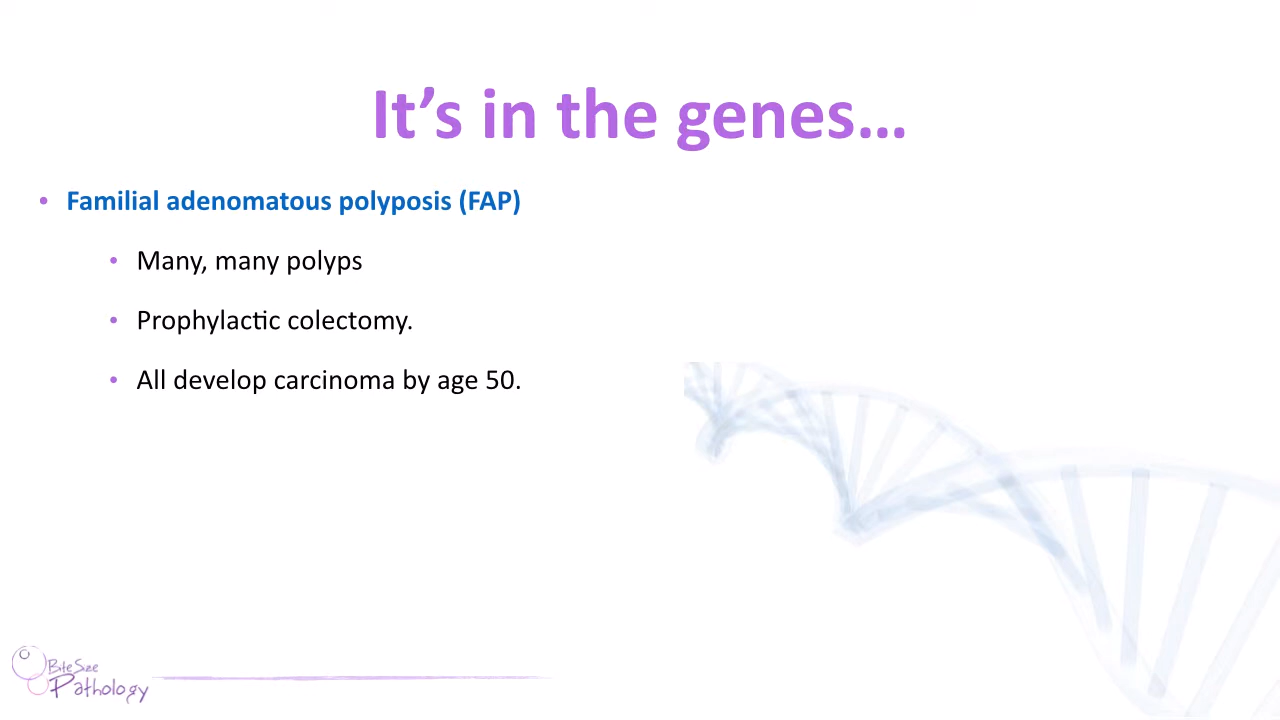 It’s in the genes…
• Familial adenomatous polyposis (FAP)
• Many, many polyps
• Prophylactic colectomy.
• All develop carcinoma by age 50.
BiteSize
Pathology